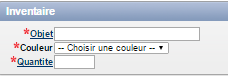 Inventaire
*Objet
*Couleur -- Choisir une couleur --
*Quantite